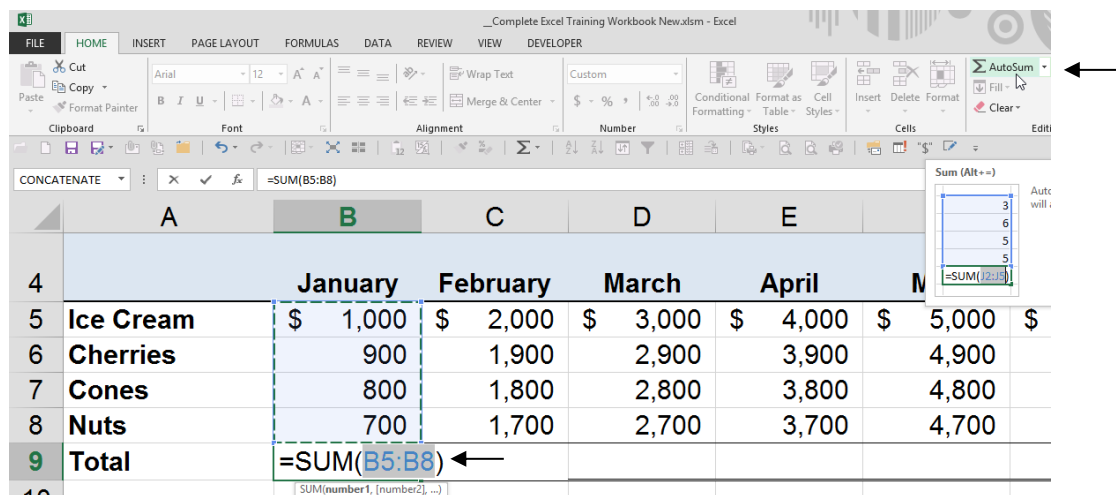 __Complete Excel Training Workbook New.xlsm - Excel
FILE HOME INSERT PAGE LAYOUT FORMULAS DATA REVIEW VIEW DEVELOPER
Paste
Cut
Copy
Format Painter
Clipboard
Arial 12
B I U
Font
Wrap Text
Merge & Center
Alignment
Custom
$ % , .00 .0
Number
Conditional Formatting
Format as Table
Cell Styles
Styles
Insert Delete Format
Cells
Σ AutoSum
Fill
Clear
Editi
CONCATENATE fx =SUM(B5:B8)
Sum (Alt+=)
Auto
will a
3
6
5
5
=SUM(J2:J5)
A B C D E
4 January February March April M
5 Ice Cream $ 1,000 $ 2,000 $ 3,000 $ 4,000 $ 5,000 $
6 Cherries 900 1,900 2,900 3,900 4,900
7 Cones 800 1,800 2,800 3,800 4,800
8 Nuts 700 1,700 2,700 3,700 4,700
9 Total =SUM(B5:B8)
SUM(number1, [number2], ...)